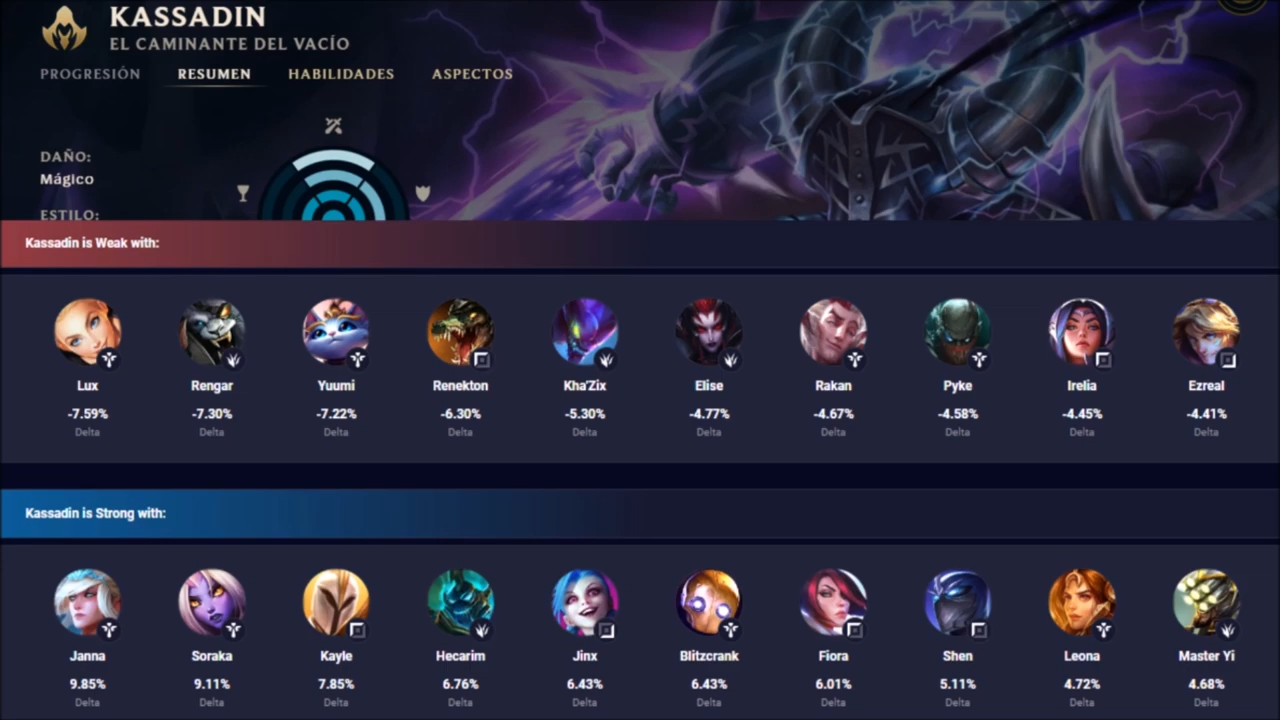 KASSADIN
EL CAMINANTE DEL VACÍO
PROGRESIÓN RESUMEN HABILIDADES ASPECTOS
DAÑO:
Mágico
ESTILO:
Kassadin is Weak with:
Lux Rengar Yuumi Renekton Kha'Zix Elise Rakan Pyke Irelia Ezreal
-7.59% -7.30% -7.22% -6.30% -5.30% -4.77% -4.67% -4.58% -4.45% -4.41%
Delta Delta Delta Delta Delta Delta Delta Delta Delta Delta
Kassadin is Strong with:
Janna Soraka Kayle Hecarim Jinx Blitzcrank Fiora Shen Leona Master Yi
9.85% 9.11% 7.85% 6.76% 6.43% 6.43% 6.01% 5.11% 4.72% 4.68%
Delta Delta Delta Delta Delta Delta Delta Delta Delta Delta